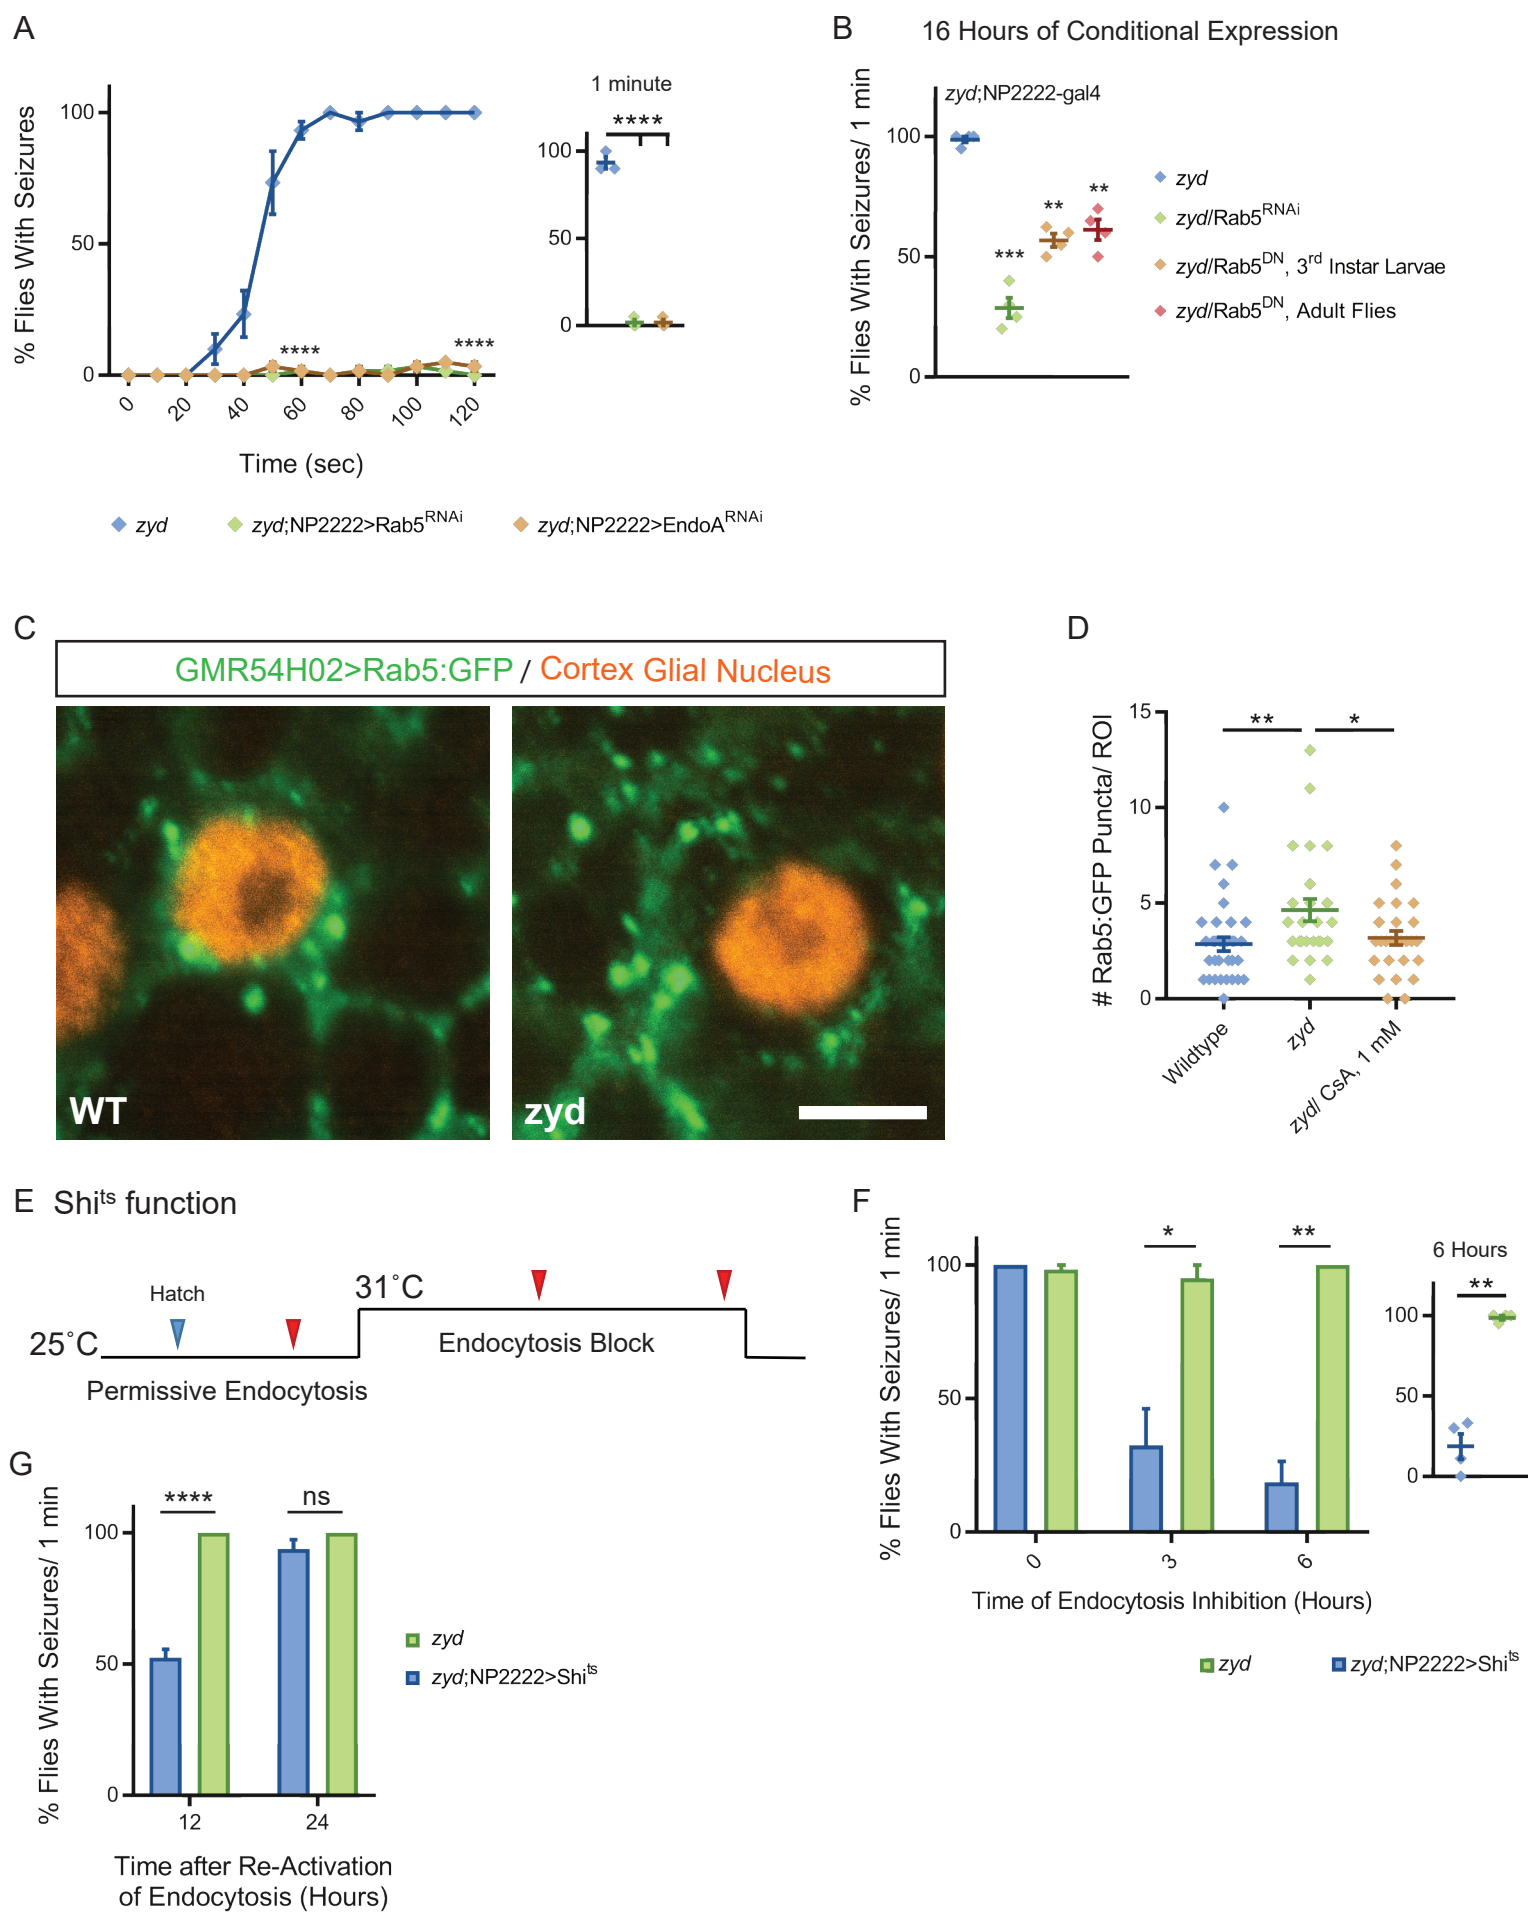 A
% Flies With Seizures
100
50
0
****
****
0
20
40
60
80
100
120
Time (sec)
1 minute
****
100
50
0
zyd
zyd;NP2222>Rab5RNAi
zyd;NP2222>EndoARNAi
B
16 Hours of Conditional Expression
% Flies With Seizures/ 1 min
zyd;NP2222-gal4
100
50
0
***
**
**
zyd
zyd/Rab5RNAi
zyd/Rab5DN, 3rd Instar Larvae
zyd/Rab5DN, Adult Flies
C
GMR54H02>Rab5:GFP / Cortex Glial Nucleus
WT
zyd
D
# Rab5:GFP Puncta/ ROI
15
10
5
0
**
*
Wildtype
zyd
zyd/ CsA, 1 mM
E Shits function
Hatch
25°C
31°C
Permissive Endocytosis
Endocytosis Block
F
% Flies With Seizures/ 1 min
100
50
0
*
**
0
3
6
Time of Endocytosis Inhibition (Hours)
6 Hours
**
100
50
0
zyd
zyd;NP2222>Shits
G
% Flies With Seizures/ 1 min
100
50
0
****
ns
12
24
Time after Re-Activation
of Endocytosis (Hours)
zyd
zyd;NP2222>Shits